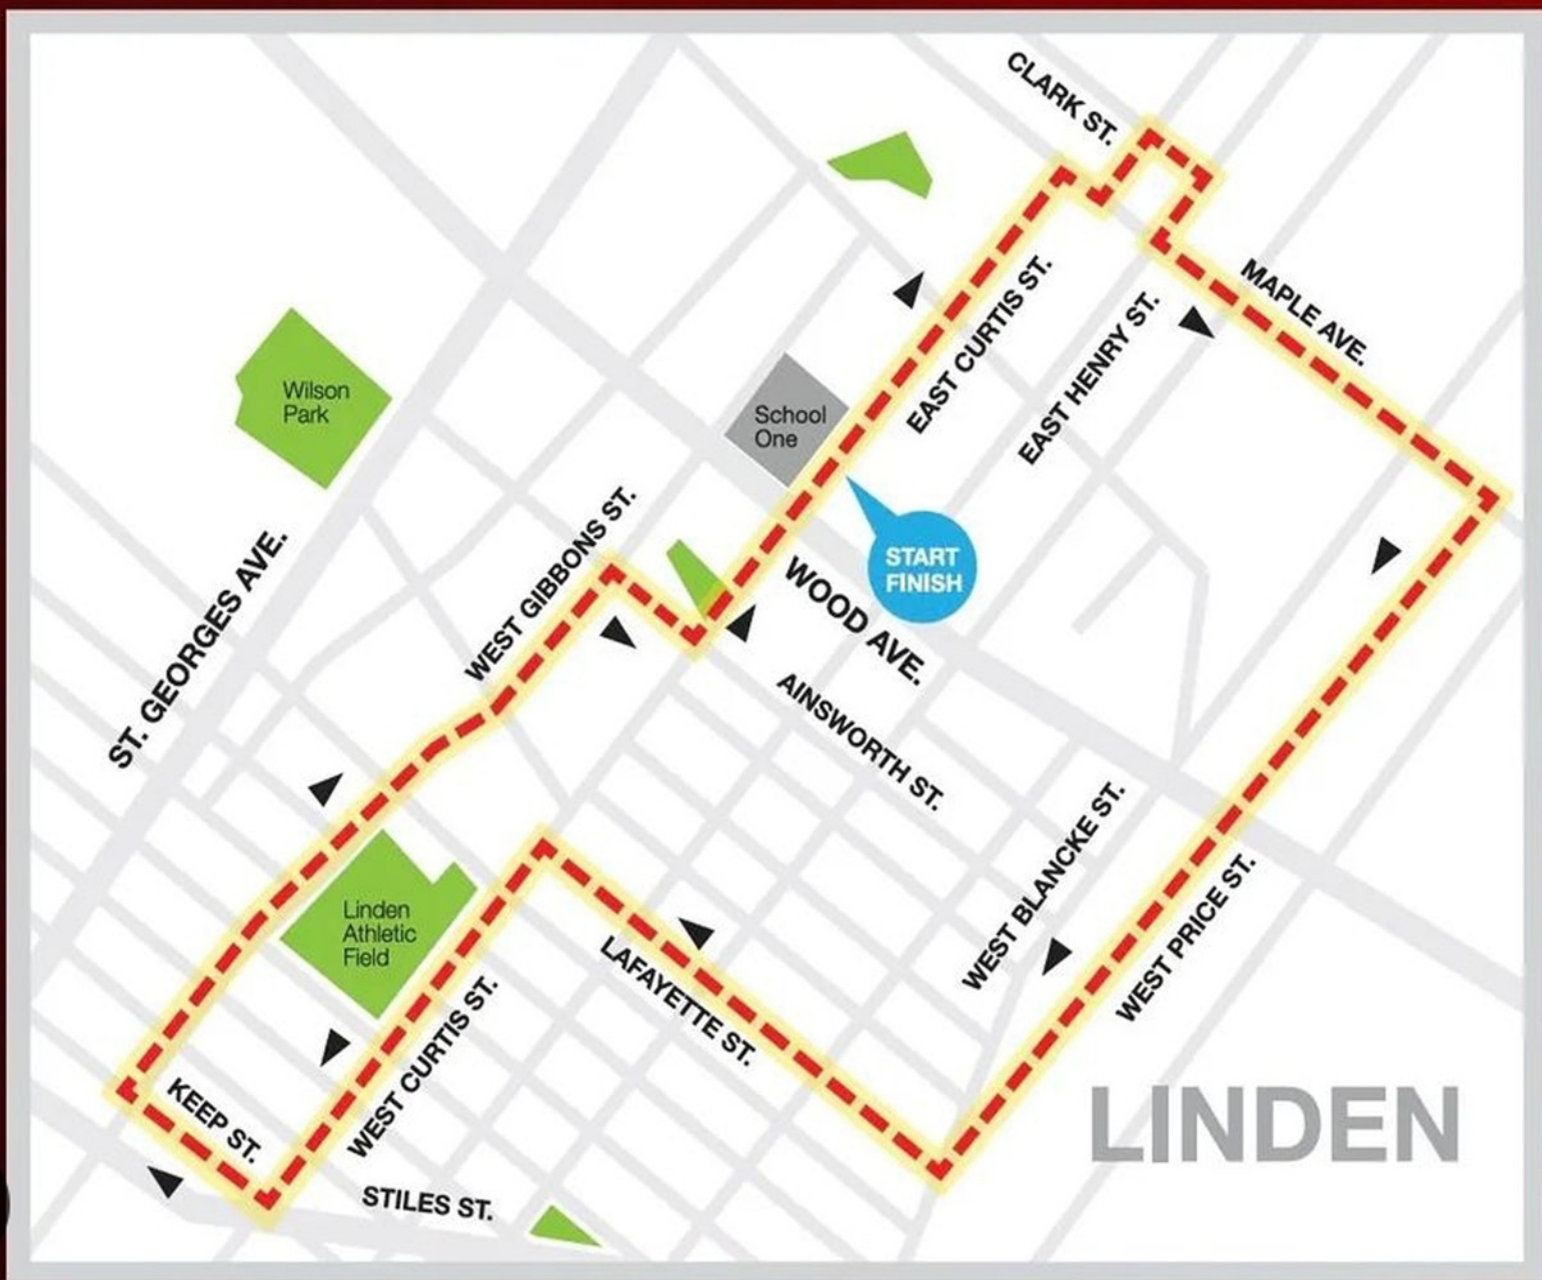 CLARK ST.
MAPLE AVE.
EAST CURTIS ST.
EAST HENRY ST.
Wilson
Park
School
One
START
FINISH
WEST GIBBONS ST.
ST. GEORGES AVE.
WOOD AVE.
AINSWORTH ST.
WEST BLANCKE ST.
WEST PRICE ST.
Linden
Athletic
Field
LAFAYETTE ST.
WEST CURTIS ST.
KEEP ST.
STILES ST.
LINDEN